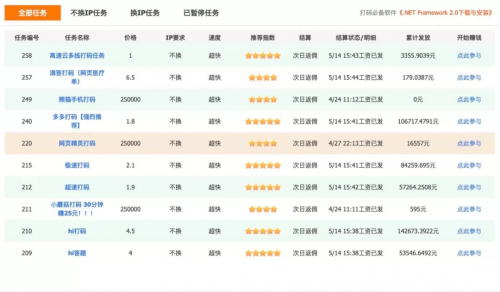 全部任务 不换IP任务 换IP任务 已暂停任务 打码必备软件《.NET Framework 2.0下载与安装》
任务编号 任务名称 价格 IP要求 速度 推荐指数 结算 结算状态/明细 累计发放 开始赚钱
258 高速云多线打码任务 1 不换 超快 次日返佣 5/14 15:43工资已发 3355.9039元 点此参与
257 滴答打码（网页医疗单） 6.5 不换 超快 次日返佣 5/14 15:44工资已发 179.0387元 点此参与
249 熊猫手机打码 250000 不换 超快 次日返佣 4/24 11:12工资已发 0元 点此参与
240 多多打码【强烈推荐】 1.8 不换 超快 次日返佣 5/14 15:41工资已发 106717.4791元 点此参与
220 网页精灵打码 250000 不换 超快 次日返佣 4/27 22:13工资已发 16557元 点此参与
215 极速打码 2.1 不换 超快 次日返佣 5/14 15:41工资已发 84259.695元 点此参与
212 超速打码 1.9 不换 超快 次日返佣 5/14 15:42工资已发 57264.2508元 点此参与
211 小蘑菇打码 30分钟赚25元！！！ 250000 不换 超快 次日返佣 4/24 11:11工资已发 595元 点此参与
210 hi打码 4.5 不换 超快 次日返佣 5/14 15:38工资已发 142673.3922元 点此参与
209 hi答题 4 不换 超快 次日返佣 5/14 15:38工资已发 53546.6492元 点此参与